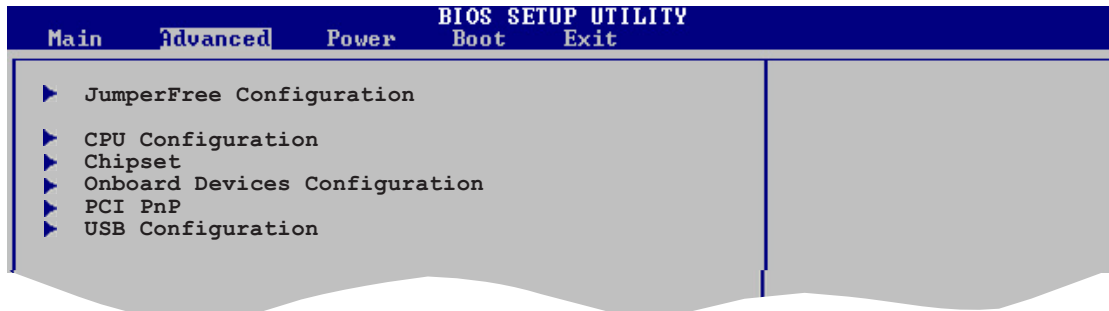 BIOS SETUP UTILITY
Main Advanced Power Boot Exit
JumperFree Configuration
CPU Configuration
Chipset
Onboard Devices Configuration
PCI PnP
USB Configuration